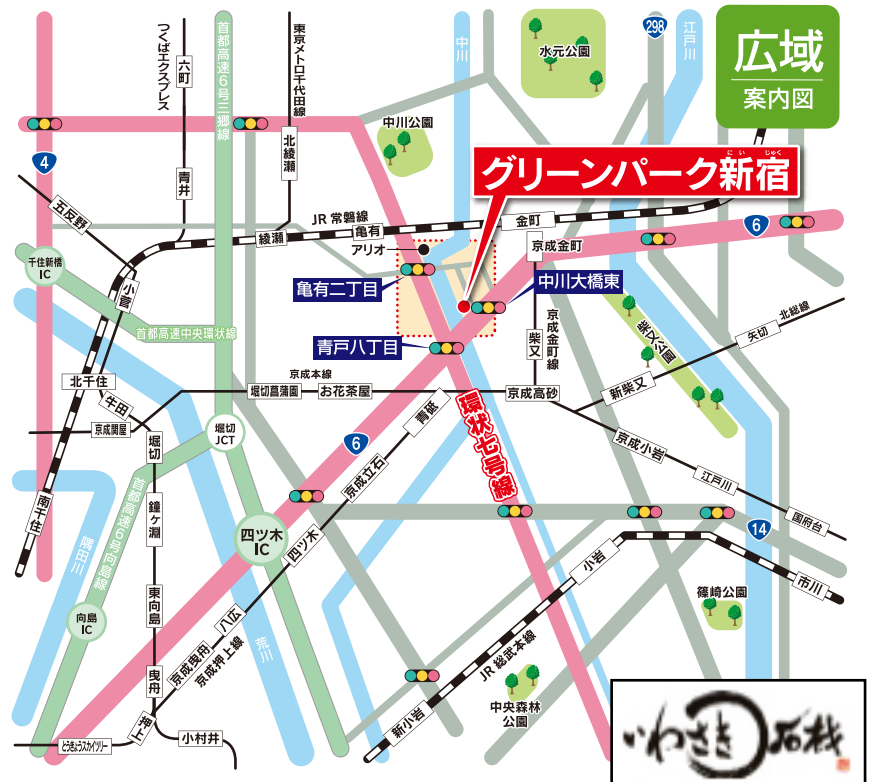 広域
案内図
298
江戸川
水元公園
中川
東京メトロ千代田線
首都高速6号三郷線
つくばエクスプレス
六町
中川公園
北綾瀬
4
青井
にい じゅく
グリーンパーク新宿
五反野
JR 常磐線
亀有
金町
6
綾瀬
アリオ
京成金町
千住新橋
IC
亀有二丁目
中川大橋東
小菅
首都高速中央環状線
青戸八丁目
京成金町線
柴又
柴又公園
北総線
矢切
新柴又
北千住
京成本線
堀切菖蒲園
お花茶屋
京成高砂
青砥
牛田
京成関屋
堀切
堀切
JCT
6
環状七号線
京成小岩
江戸川
国府台
京成立石
首都高速6号向島線
鐘ヶ淵
南千住
隅田川
四ツ木
IC
四ツ木
14
小岩
市川
東向島
向島
IC
八広
荒川
篠崎公園
京成曳舟
京成押上線
曳舟
JR 総武本線
中央森林
公園
新小岩
押上
とうきょうスカイツリー
小村井
いわさき石材